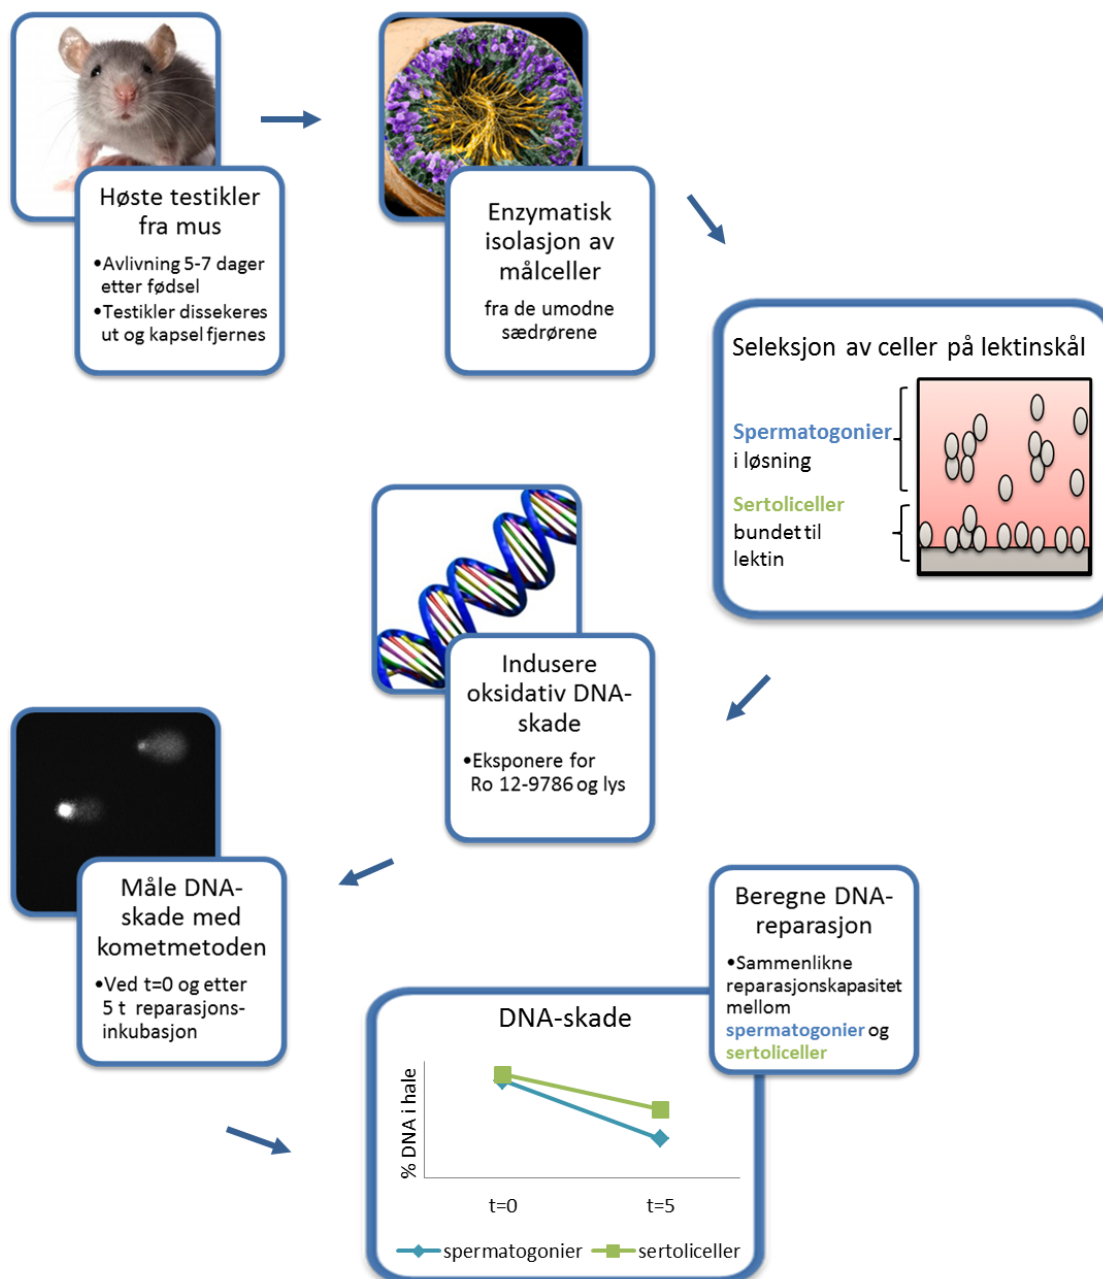 Høste testikler
fra mus
•Avlivning 5-7 dager
etter fødsel
•Testikler dissekeres
ut og kapsel fjernes
Enzymatisk
isolasjon av
målceller
fra de umodne
sædrørene
Seleksjon av celler på lektinskål
Spermatogonier
i løsning
Sertoliceller
bundet til
lektin
Indusere
oksidativ DNA-
skade
•Eksponere for
Ro 12-9786 og lys
Måle DNA-
skade med
kometmetoden
•Ved t=0 og etter
5 t reparasjons-
inkubasjon
Beregne DNA-
reparasjon
•Sammenlikne
reparasjonskapasitet
mellom
spermatogonier og
sertoliceller
DNA-skade
% DNA i hale
t=0 t=5
spermatogonier sertoliceller